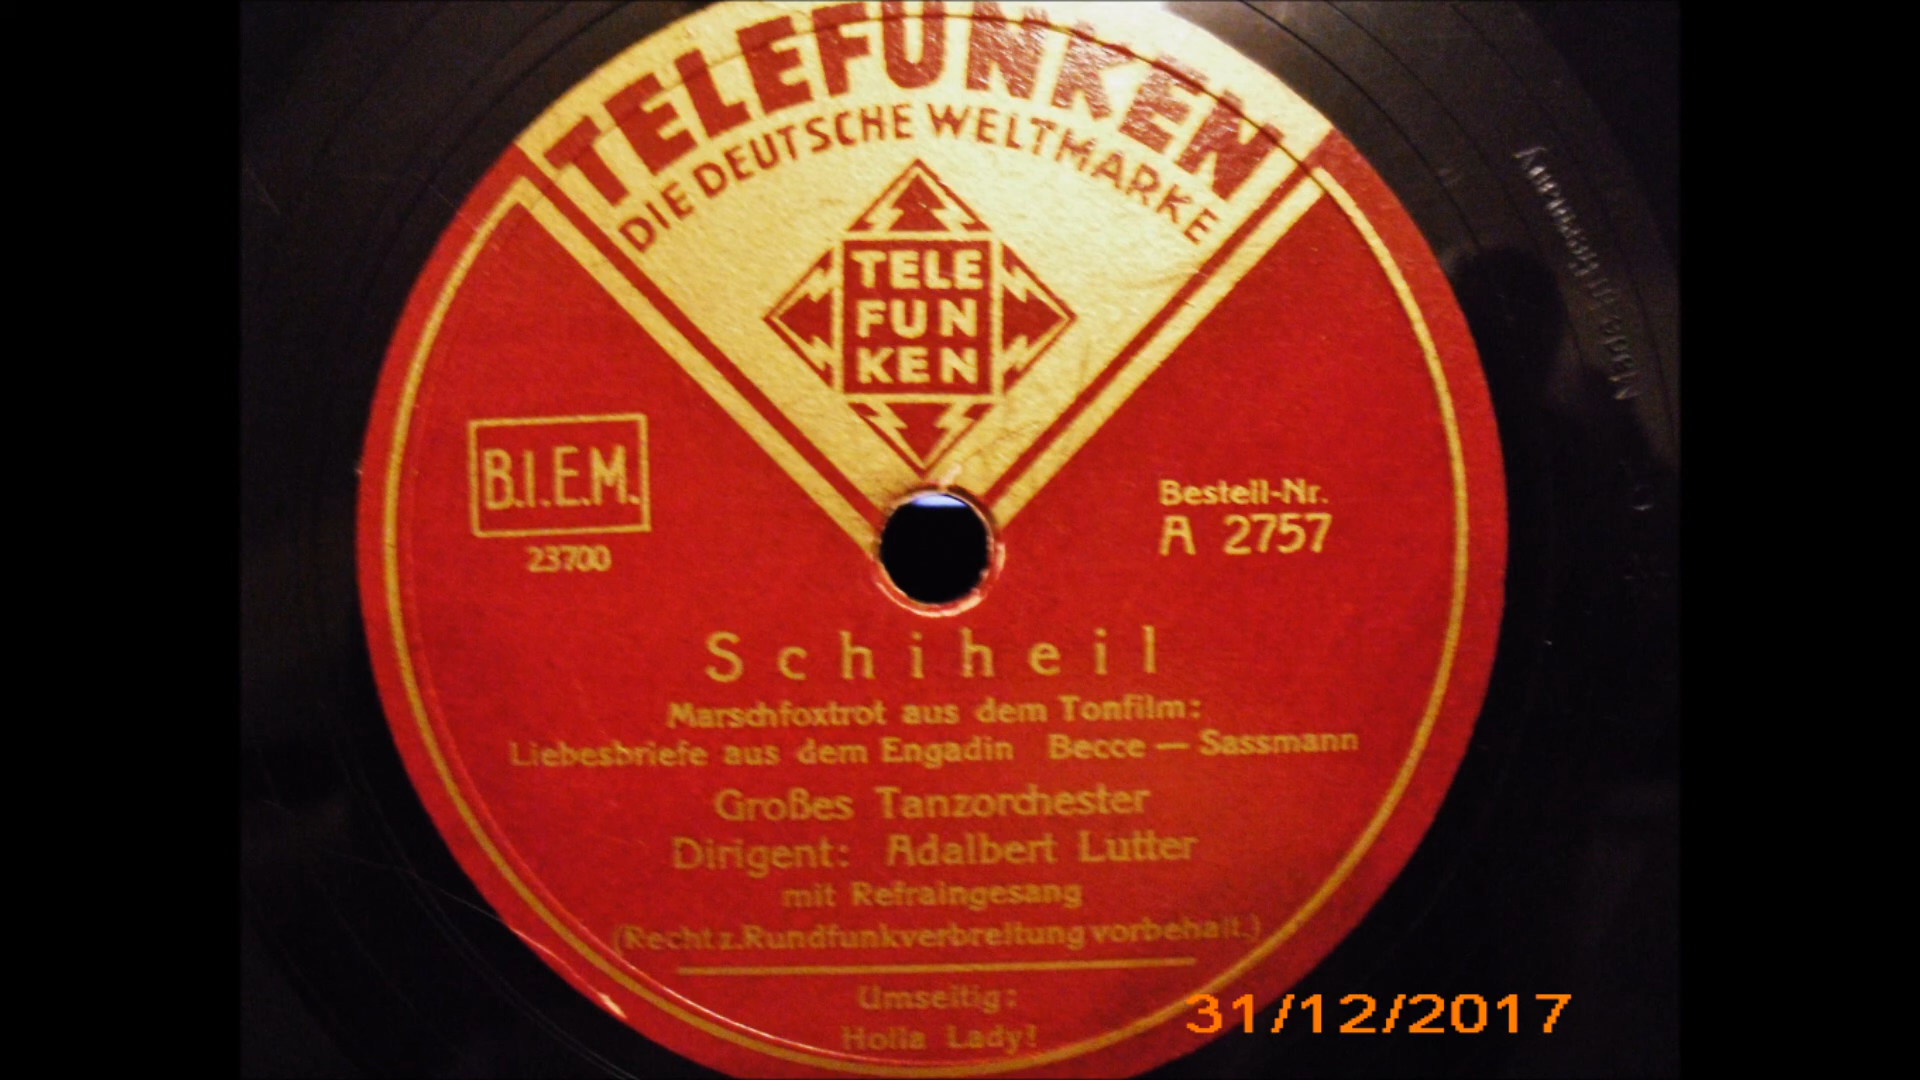 TELEFUNKEN
DIE DEUTSCHE WELTMARKE
TELE
FUN
KEN
B.I.E.M.
23700
Bestell-Nr.
A 2757
Schiheil
Marschfoxtrot aus dem Tonfilm:
Liebesbriefe aus dem Engadin Becce — Sassmann
Großes Tanzorchester
Dirigent: Adalbert Lutter
mit Refraingesang
(Recht z. Rundfunkverbreitung vorbehalt.)
Umseitig:
Holla Lady!
Made in Germany
31/12/2017